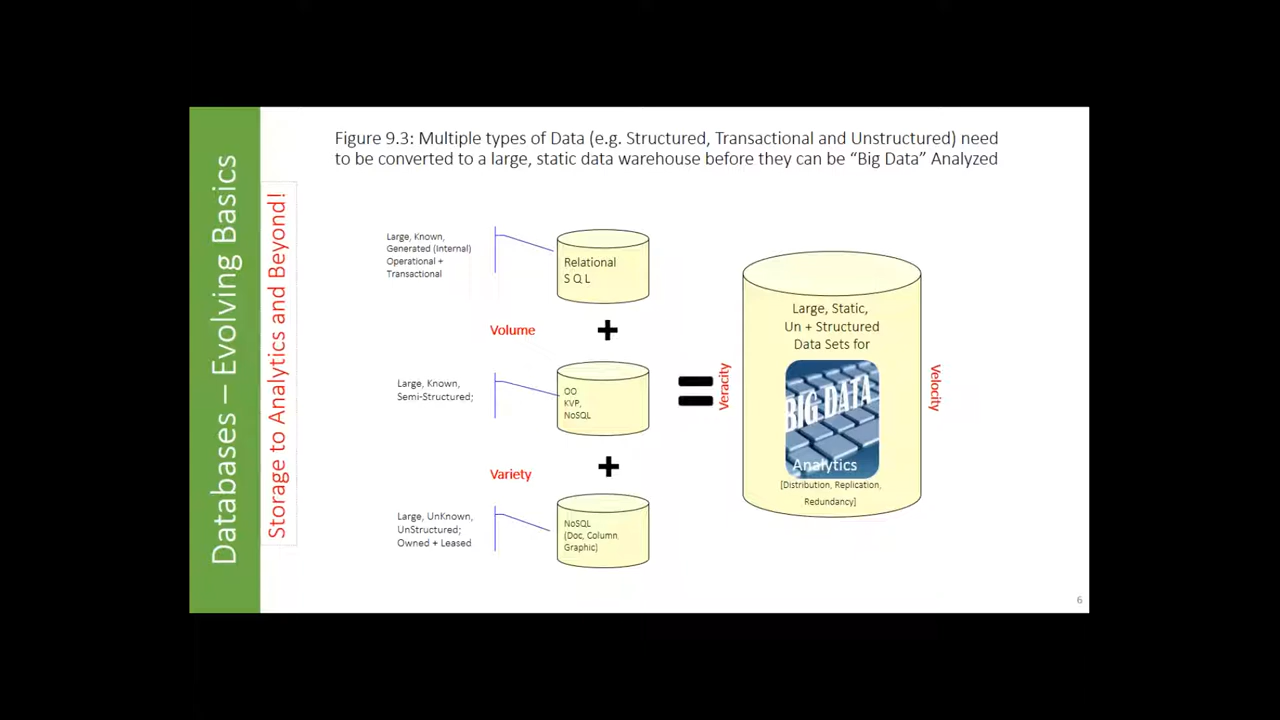 Databases – Evolving Basics
Storage to Analytics and Beyond!
Figure 9.3: Multiple types of Data (e.g. Structured, Transactional and Unstructured) need
to be converted to a large, static data warehouse before they can be “Big Data” Analyzed
Large, Known,
Generated (Internal)
Operational +
Transactional
Relational
S Q L
Volume
+
Large, Known,
Semi-Structured;
OO
KVP,
NoSQL
Variety
+
Large, UnKnown,
UnStructured;
Owned + Leased
NoSQL
(Doc, Column,
Graphic)
=
Veracity
Large, Static,
Un + Structured
Data Sets for
BIG DATA
Analytics
[Distribution, Replication,
Redundancy]
Velocity
6